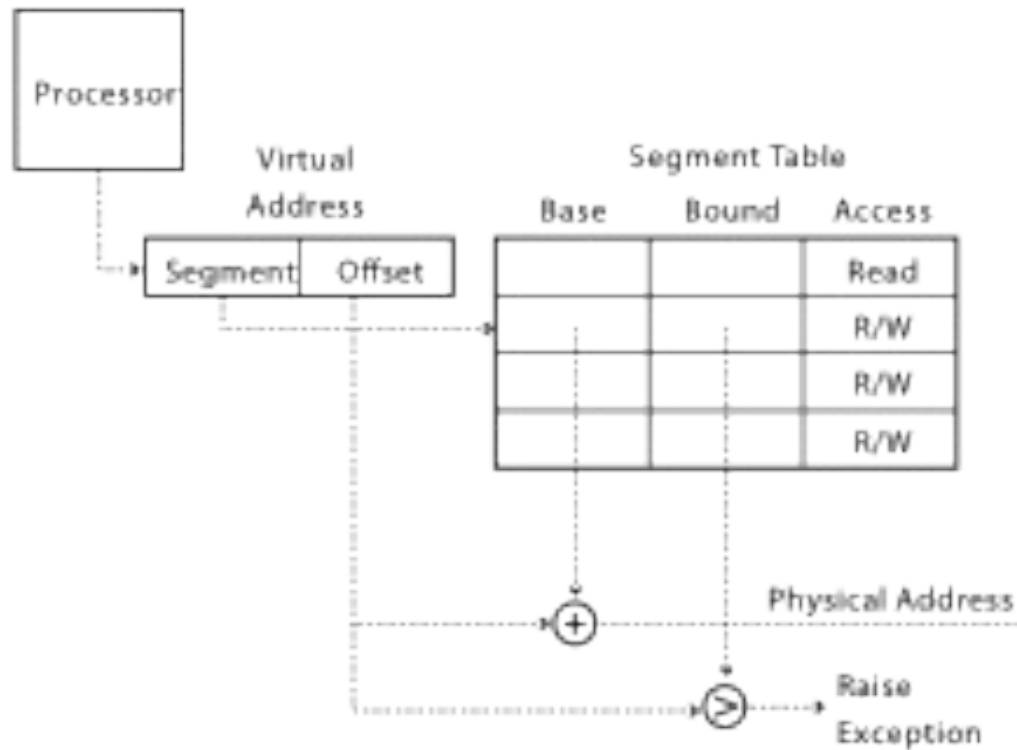 Processor
Virtual
Address
Segment Table
Base Bound Access
Segment Offset
Read
R/W
R/W
R/W
+
Physical Address
>
Raise
Exception